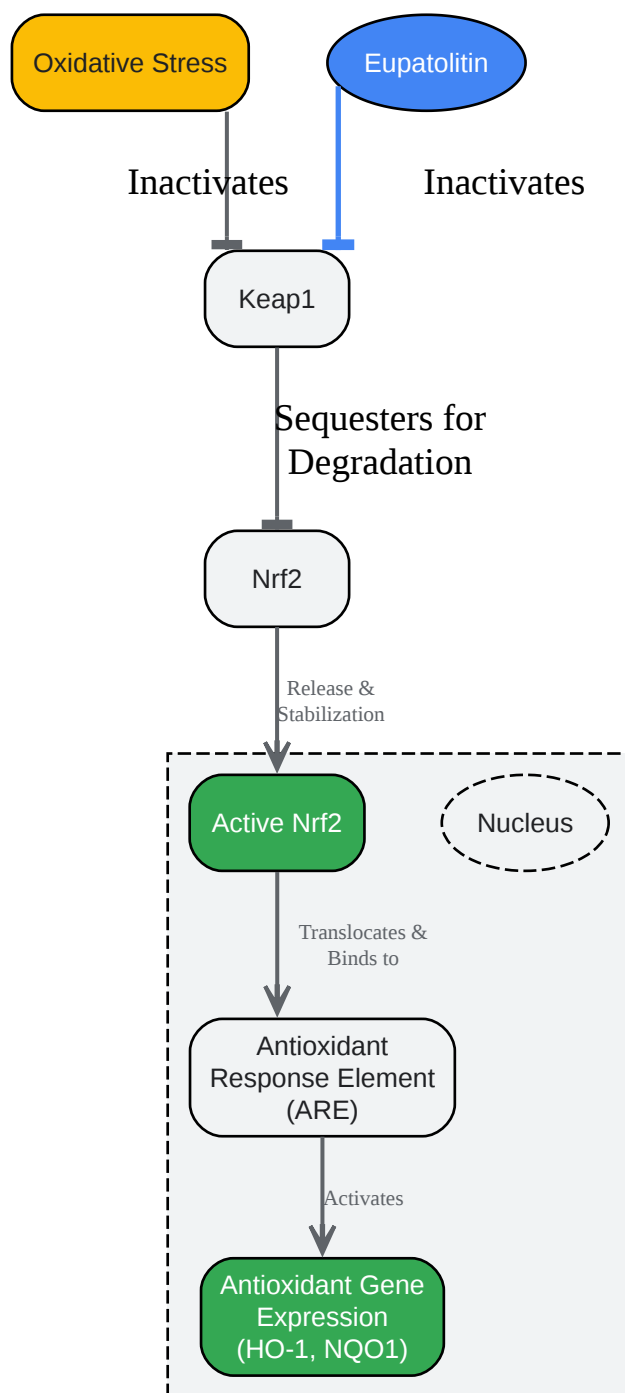 Oxidative Stress
Eupatolitin
Inactivates
Inactivates
Keap1
Sequesters for
Degradation
Nrf2
Release &
Stabilization
Active Nrf2
Nucleus
Translocates &
Binds to
Antioxidant
Response Element
(ARE)
Activates
Antioxidant Gene
Expression
(HO-1, NQO1)